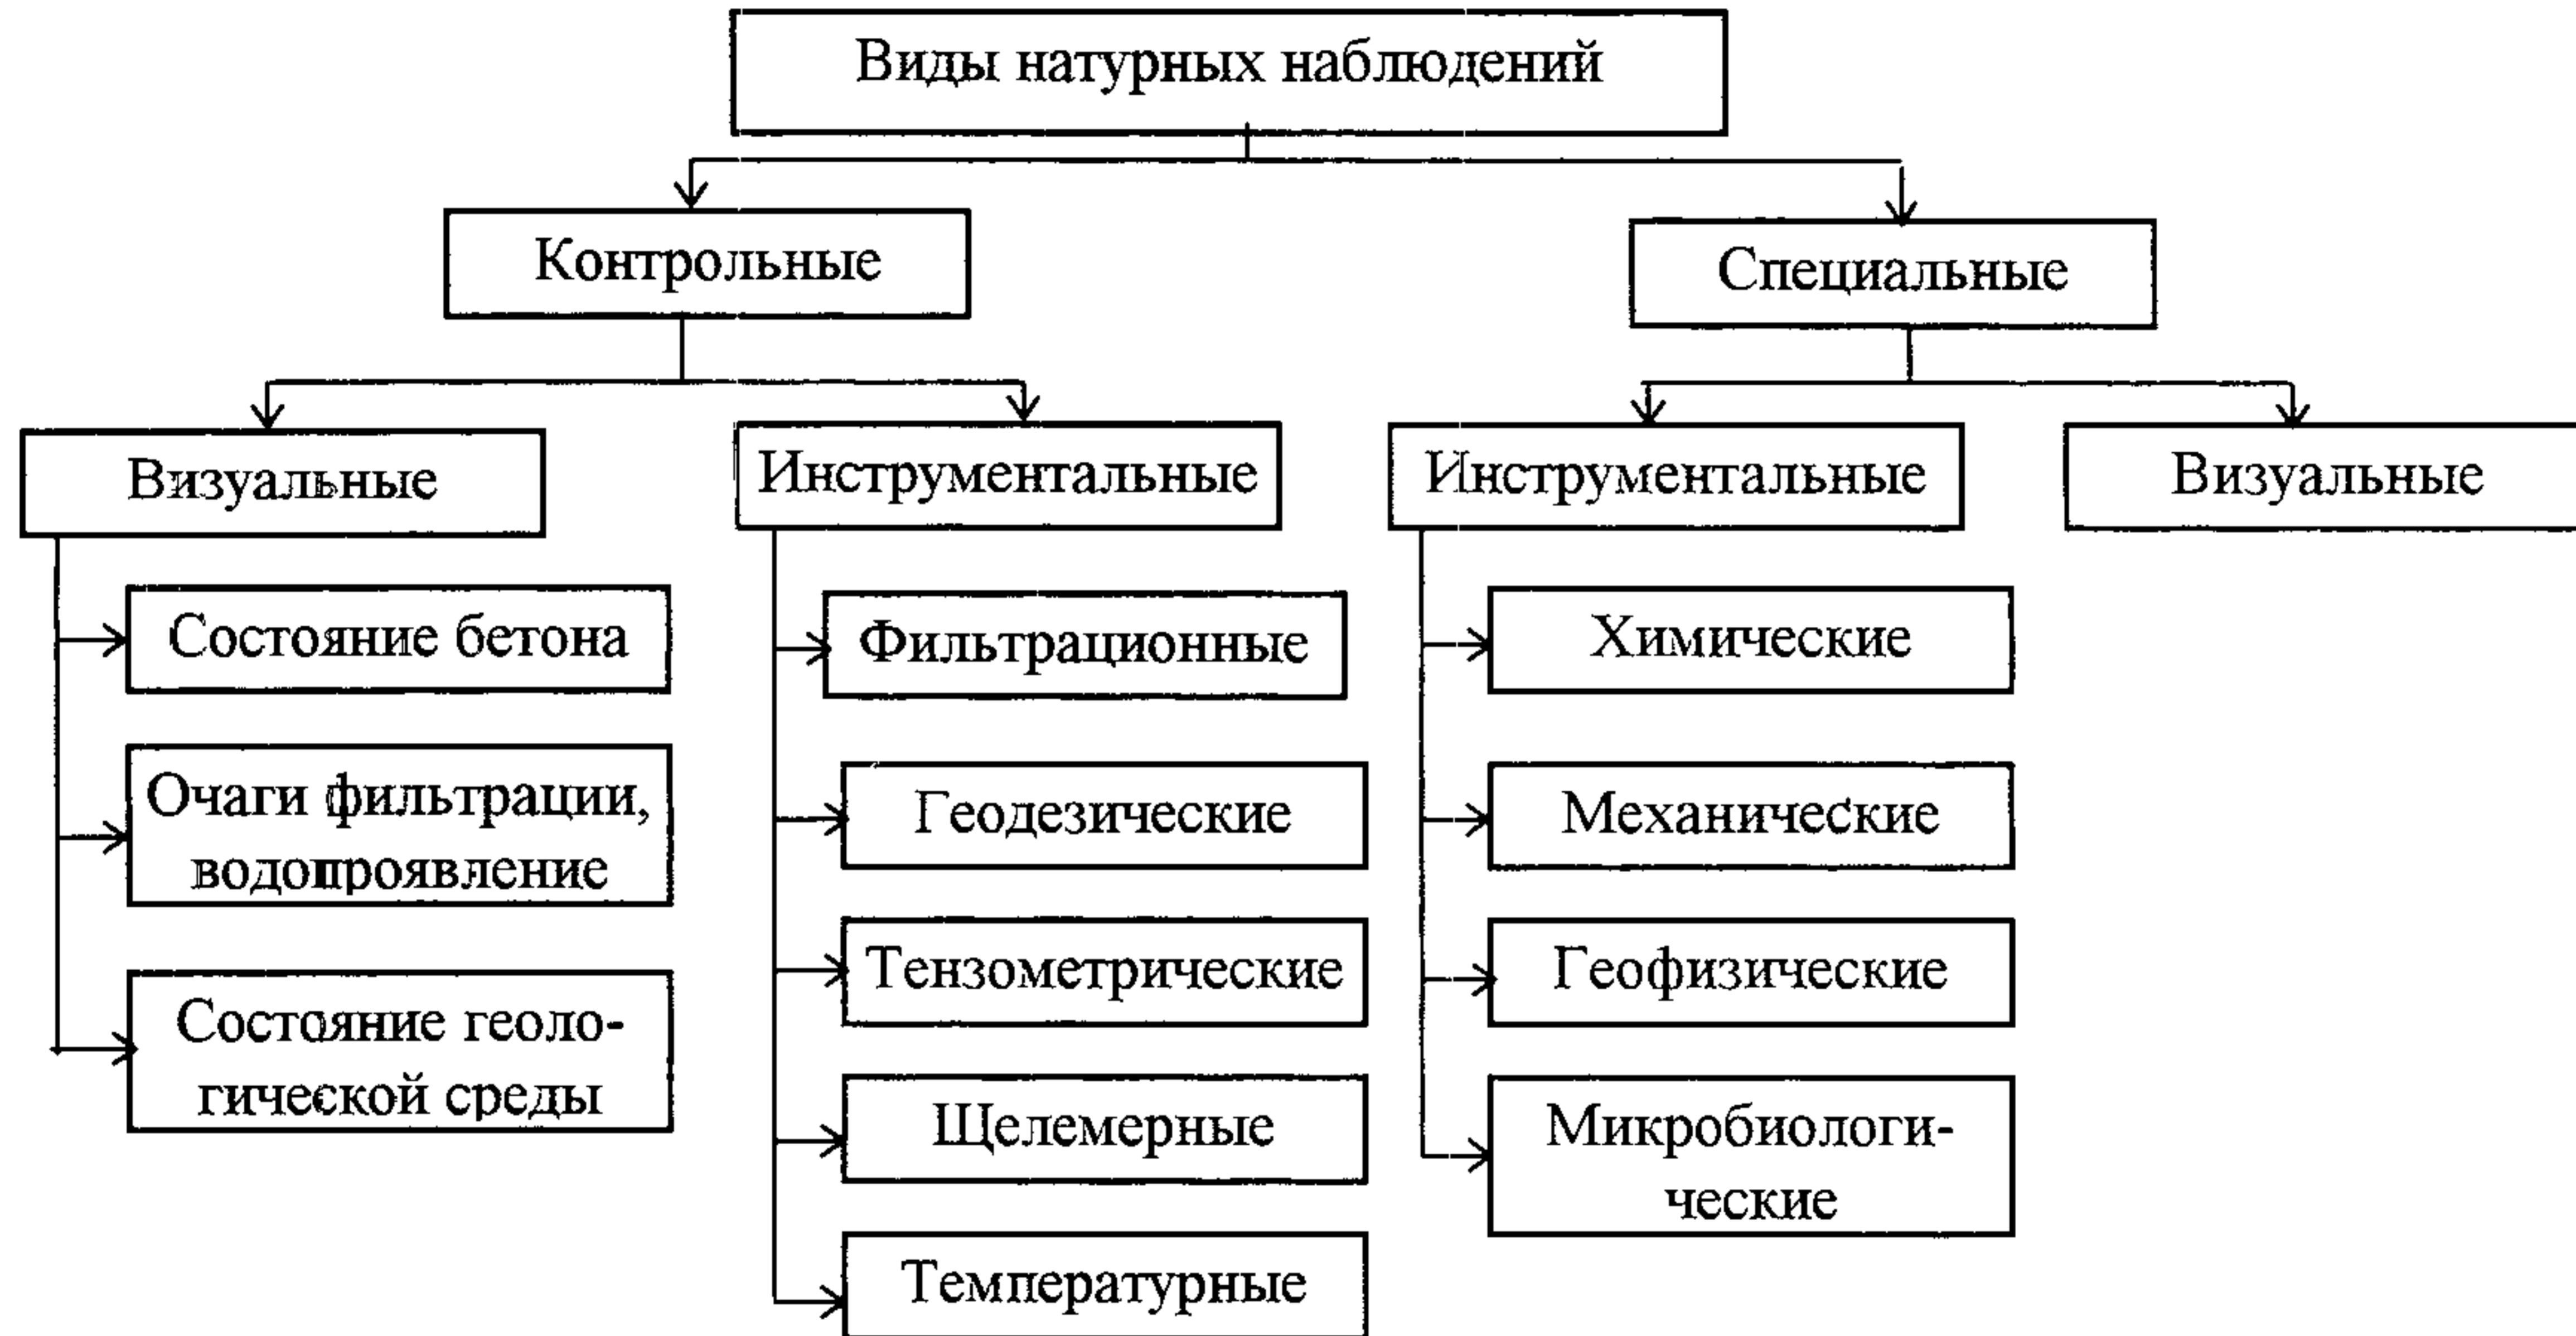 Виды натурных наблюдений
Контрольные
Специальные
Визуальные
Инструментальные
Инструментальные
Визуальные
Состояние бетона
Очаги фильтрации,
водопроявление
Состояние геоло-
гической среды
Фильтрационные
Геодезические
Тензометрические
Щелемерные
Температурные
Химические
Механические
Геофизические
Микробиологи-
ческие